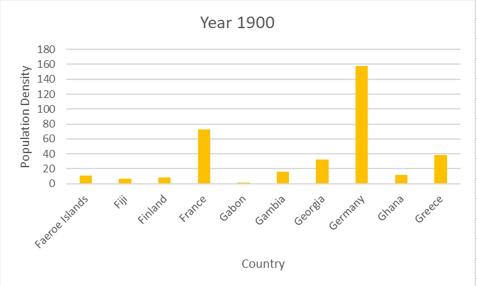 Year 1900
Population Density
180
160
140
120
100
80
60
40
20
0
Faeroe Islands
Fiji
Finland
France
Gabon
Gambia
Georgia
Germany
Ghana
Greece
Country